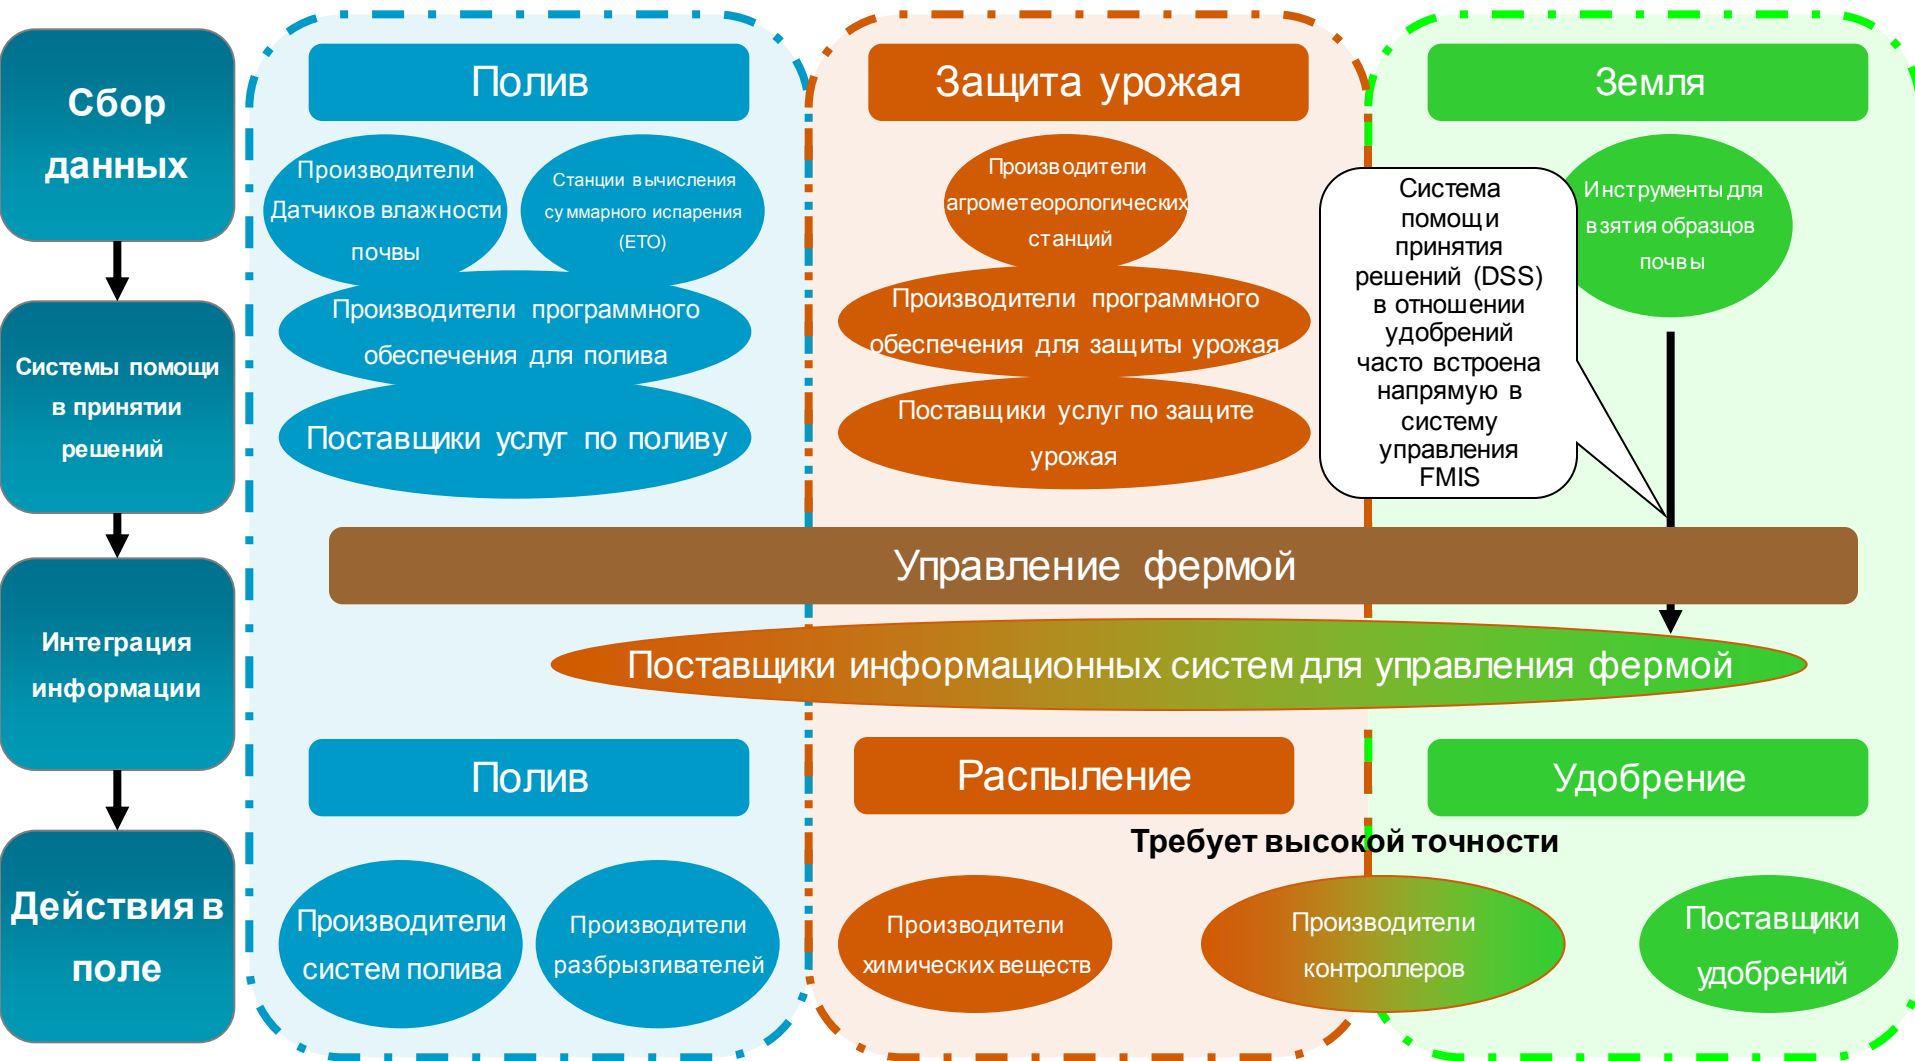 Сбор
данных
Системы помощи
в принятии
решений
Интеграция
информации
Действия в
поле
Полив
Производители
Датчиков влажности
почвы
Станции вычисления
суммарного испарения
(ETO)
Производители программного
обеспечения для полива
Поставщики услуг по поливу
Защита урожая
Производители
агрометеорологических
станций
Производители программного
обеспечения для защиты урожая
Поставщики услуг по защите
урожая
Земля
Инструменты для
взятия образцов
почвы
Система
помощи
принятия
решений (DSS)
в отношении
удобрений
часто встроена
напрямую в
систему
управления
FMIS
Управление фермой
Поставщики информационных систем для управления фермой
Полив
Производители
систем полива
Производители
разбрызгивателей
Распыление
Удобрение
Требует высокой точности
Производители
химических веществ
Производители
контроллеров
Поставщики
удобрений